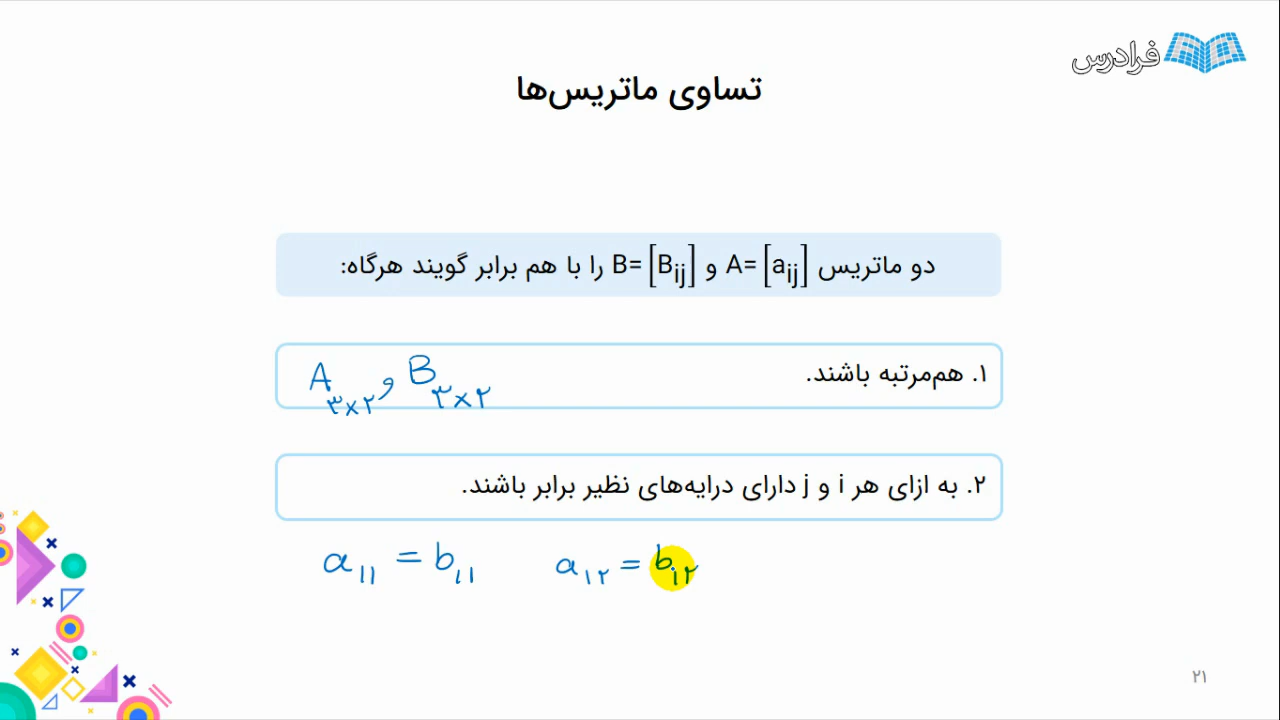 فرادرس
تساوی ماتریس‌ها
دو ماتریس A= [aij] و B= [Bij] را با هم برابر گویند هرگاه:
۱. هم‌مرتبه باشند.
A۳×۲ و B۳×۲
۲. به ازای هر i و j دارای درایه‌های نظیر برابر باشند.
a۱۱ = b۱۱ a۱۲ = b۱۲
۲۱